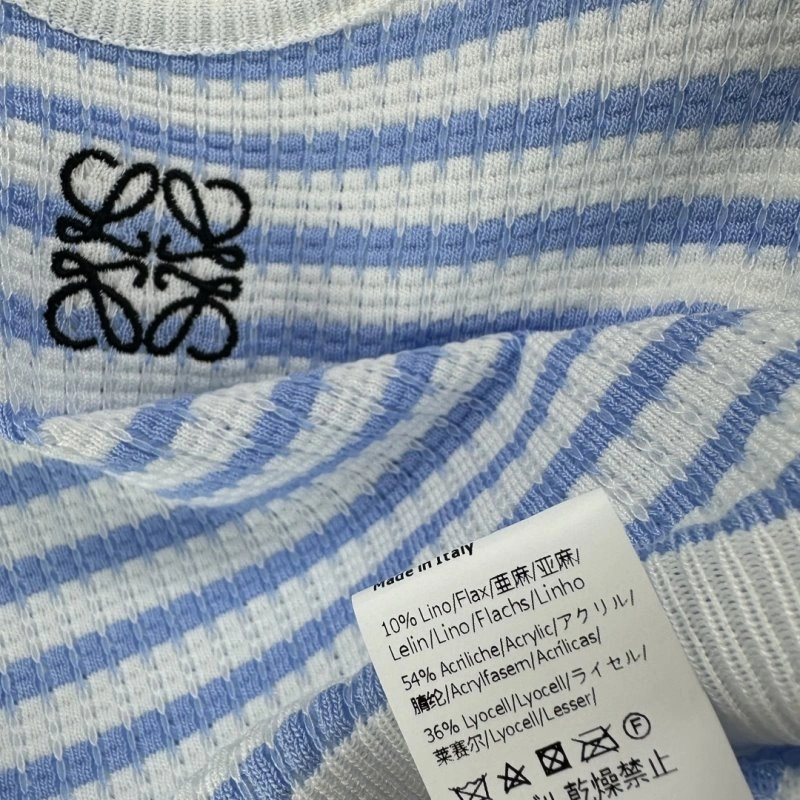 Made in Italy
10% Lino/Flax/亜麻/亚麻/
Lelin/Lino/Flachs/Linho
54% Acriliche/Acrylic/アクリル/
腈纶/Acrylfasem/Acrílicas/
36% Lyocell/Lyocell/ライセル/
莱赛尔/Lyocell/Lesser/
F
乾燥禁止